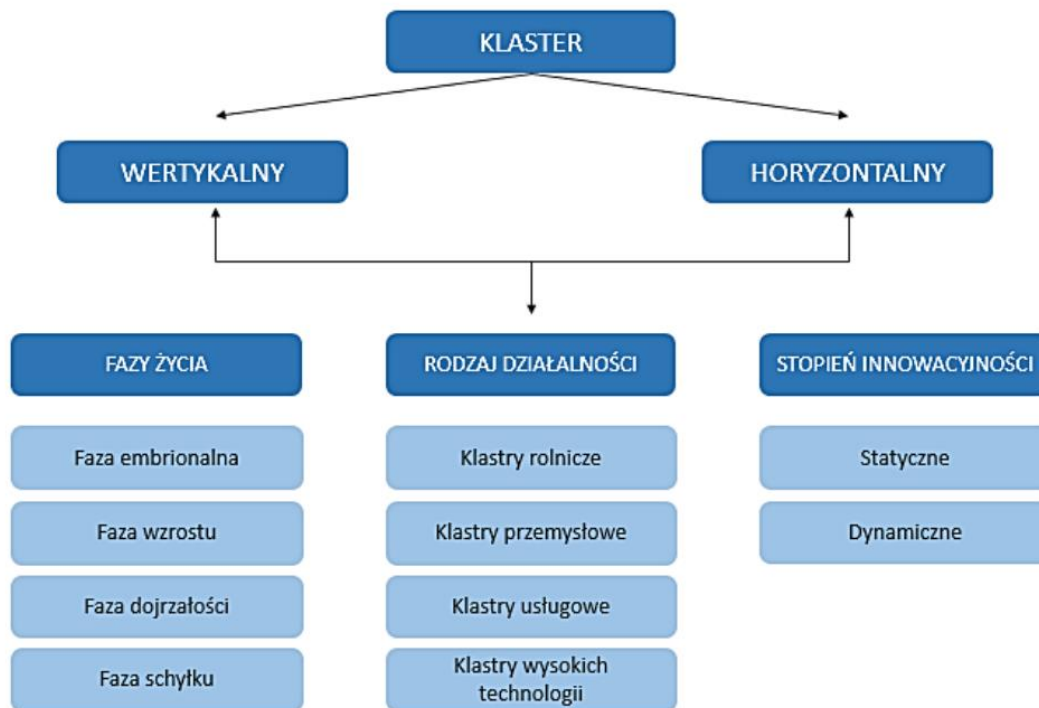 KLASTER
WERTYKALNY
HORYZONTALNY
FAZY ŻYCIA
Faza embrionalna
Faza wzrostu
Faza dojrzałości
Faza schyłku
RODZAJ DZIAŁALNOŚCI
Klastry rolnicze
Klastry przemysłowe
Klastry usługowe
Klastry wysokich
technologii
STOPIEŃ INNOWACYJNOŚCI
Statyczne
Dynamiczne